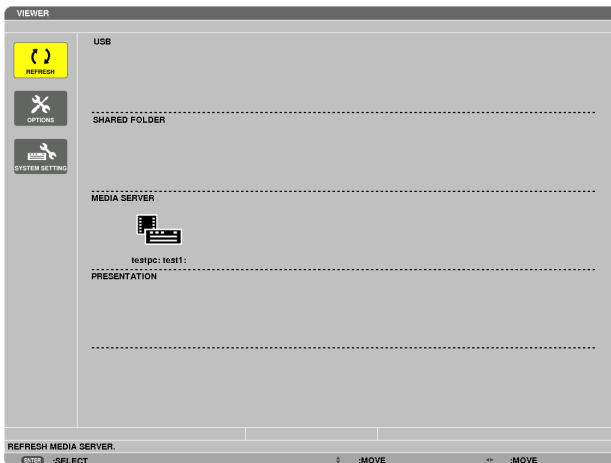 VIEWER
USB
REFRESH
OPTIONS
SHARED FOLDER
SYSTEM SETTING
MEDIA SERVER
testpc: test1:
PRESENTATION
REFRESH MEDIA SERVER.
ENTER :SELECT :MOVE :MOVE